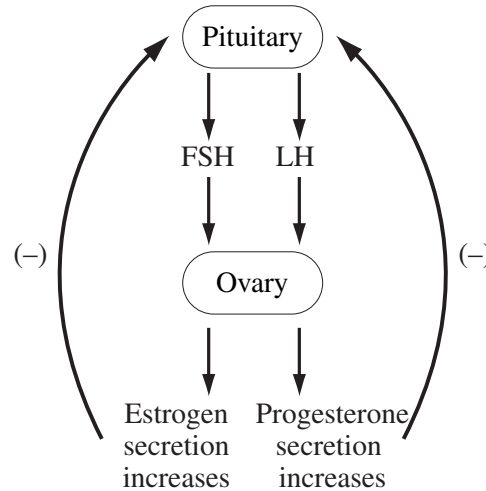 Pituitary
FSH LH
(–) (–)
Ovary
Estrogen Progesterone
secretion secretion
increases increases